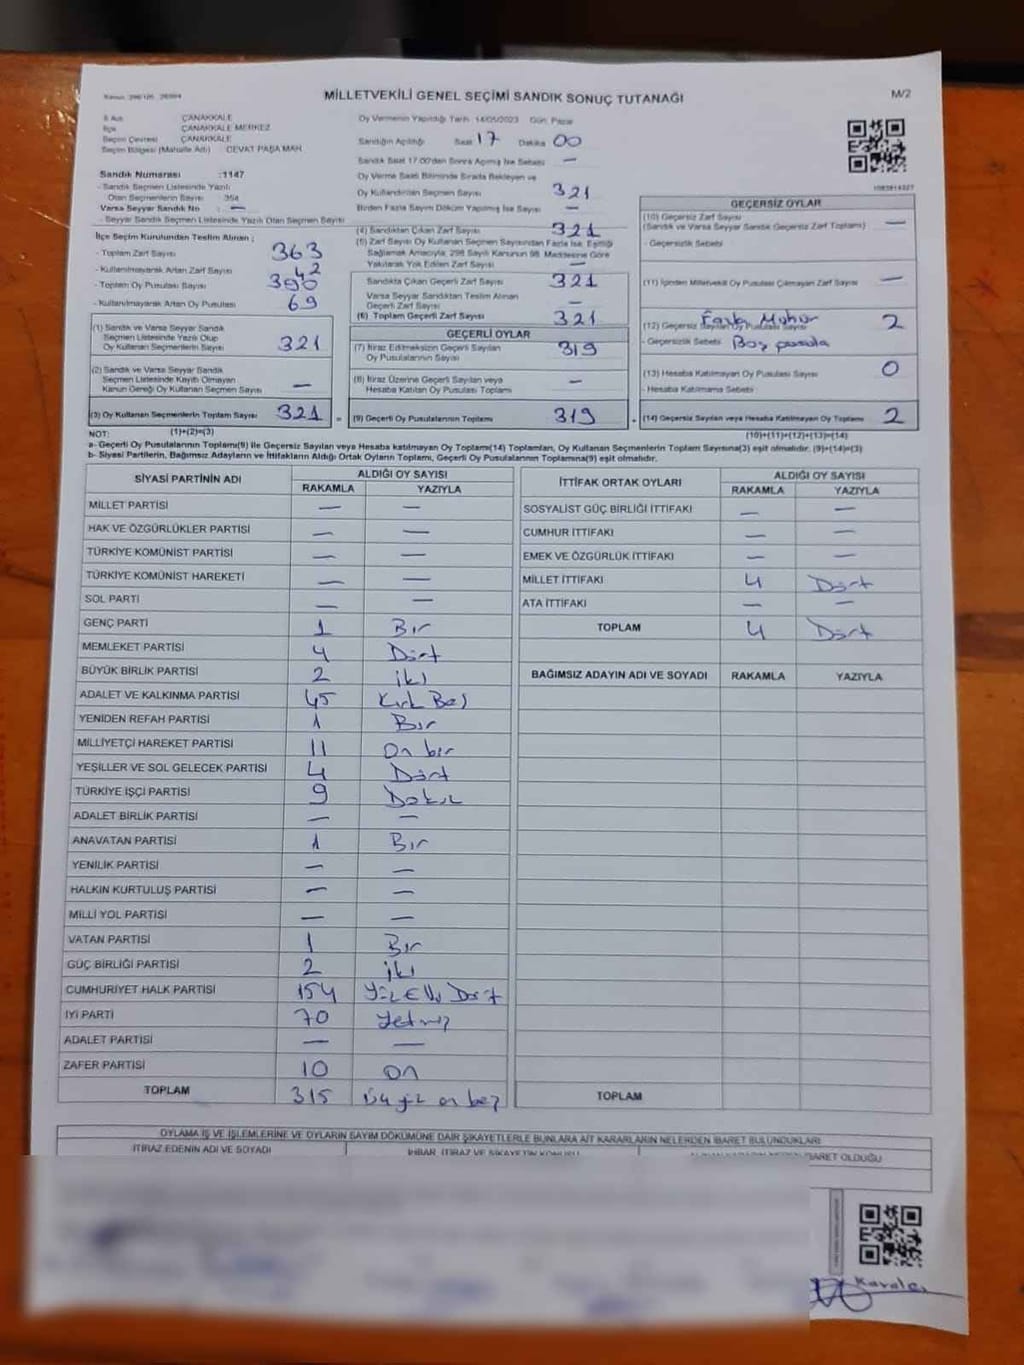 MİLLETVEKİLİ GENEL SEÇİMİ SANDIK SONUÇ TUTANAĞI
M/2
İl Adı ÇANAKKALE
İlçe ÇANAKKALE MERKEZ
Seçim Çevresi ÇANAKKALE
Seçim Bölgesi (Mahalle Adı) : CEVAT PAŞA MAH.
Sandık Numarası :1147
- Sandık Seçmen Listesinde Yazılı
Olan Seçmenlerin Sayısı 354
Varsa Seyyar Sandık No : —
- Seyyar Sandık Seçmen Listesinde Yazılı Olan Seçmen Sayısı
Oy Vermenin Yapıldığı Tarih 14/05/2023 Gün: Pazar
Sandığın Açıldığı Saat 17 Dakika 00
Sandık Saat 17.00'den Sonra Açılmış İse Sebebi —
Oy Verme Saati Bitiminde Sırada Bekleyen ve
Oy Kullandırılan Seçmen Sayısı 321
Birden Fazla Sayım Döküm Yapılmış İse Sayısı —
İlçe Seçim Kurulundan Teslim Alınan ;
- Toplam Zarf Sayısı 363
- Kullanılmayarak Artan Zarf Sayısı 42
- Toplam Oy Pusulası Sayısı 390
- Kullanılmayarak Artan Oy Pusulası 69
(1) Sandık ve Varsa Seyyar Sandık
Seçmen Listesinde Yazılı Olup
Oy Kullanan Seçmenlerin Sayısı 321
(2) Sandık ve Varsa Seyyar Sandık
Seçmen Listesinde Kayıtlı Olmayan
Kanun Gereği Oy Kullanan Seçmen Sayısı —
(3) Oy Kullanan Seçmenlerin Toplam Sayısı 321 =
(4) Sandıktan Çıkan Zarf Sayısı 321
(5) Zarf Sayısı Oy Kullanan Seçmen Sayısından Fazla İse, Eşitliği
Sağlamak Amacıyla, 298 Sayılı Kanunun 98. Maddesine Göre
Yakılarak Yok Edilen Zarf Sayısı —
Sandıkta Çıkan Geçerli Zarf Sayısı 321
Varsa Seyyar Sandıktan Teslim Alınan
Geçerli Zarf Sayısı —
(6) Toplam Geçerli Zarf Sayısı 321
GEÇERLİ OYLAR
(7) İtiraz Edilmeksizin Geçerli Sayılan
Oy Pusulalarının Sayısı 319
(8) İtiraz Üzerine Geçerli Sayılan veya
Hesaba Katılan Oy Pusulası Toplamı —
(9) Geçerli Oy Pusulalarının Toplamı 319 +
GEÇERSİZ OYLAR
(10) Geçersiz Zarf Sayısı —
(Sandık ve Varsa Seyyar Sandık Geçersiz Zarf Toplamı)
- Geçersizlik Sebebi
(11) İçinden Milletvekili Oy Pusulası Çıkmayan Zarf Sayısı —
(12) Geçersiz Sayılan Oy Pusulası Sayısı 2
Fazla Mühür
- Geçersizlik Sebebi Boş pusula
(13) Hesaba Katılmayan Oy Pusulası Sayısı 0
- Hesaba Katılmama Sebebi
(14) Geçersiz Sayılan veya Hesaba Katılmayan Oy Toplamı 2
NOT: (1)+(2)=(3) (10)+(11)+(12)+(13)=(14)
a- Geçerli Oy Pusulalarının Toplamı(9) ile Geçersiz Sayılan veya Hesaba katılmayan Oy Toplamı(14) Toplamları, Oy Kullanan Seçmenlerin Toplam Sayısına(3) eşit olmalıdır. (9)+(14)=(3)
b- Siyasi Partilerin, Bağımsız Adayların ve İttifakların Aldığı Ortak Oyların Toplamı, Geçerli Oy Pusulalarının Toplamına(9) eşit olmalıdır.
SİYASİ PARTİNİN ADI ALDIĞI OY SAYISI
RAKAMLA YAZIYLA
MİLLET PARTİSİ — —
HAK VE ÖZGÜRLÜKLER PARTİSİ — —
TÜRKİYE KOMÜNİST PARTİSİ — —
TÜRKİYE KOMÜNİST HAREKETİ — —
SOL PARTİ — —
GENÇ PARTİ 1 Bir
MEMLEKET PARTİSİ 4 Dört
BÜYÜK BİRLİK PARTİSİ 2 iki
ADALET VE KALKINMA PARTİSİ 45 Kırk Beş
YENİDEN REFAH PARTİSİ 1 Bir
MİLLİYETÇİ HAREKET PARTİSİ 11 On bir
YEŞİLLER VE SOL GELECEK PARTİSİ 4 Dört
TÜRKİYE İŞÇİ PARTİSİ 9 Dokuz
ADALET BİRLİK PARTİSİ — —
ANAVATAN PARTİSİ 1 Bir
YENİLİK PARTİSİ — —
HALKIN KURTULUŞ PARTİSİ — —
MİLLİ YOL PARTİSİ — —
VATAN PARTİSİ 1 Bir
GÜÇ BİRLİĞİ PARTİSİ 2 iki
CUMHURİYET HALK PARTİSİ 154 Yüz Elli Dört
İYİ PARTİ 70 Yetmiş
ADALET PARTİSİ — —
ZAFER PARTİSİ 10 On
TOPLAM 315 Üç yüz on beş
İTTİFAK ORTAK OYLARI ALDIĞI OY SAYISI
RAKAMLA YAZIYLA
SOSYALİST GÜÇ BİRLİĞİ İTTİFAKI — —
CUMHUR İTTİFAKI — —
EMEK VE ÖZGÜRLÜK İTTİFAKI — —
MİLLET İTTİFAKI 4 Dört
ATA İTTİFAKI — —
TOPLAM 4 Dört
BAĞIMSIZ ADAYIN ADI VE SOYADI RAKAMLA YAZIYLA
TOPLAM
OYLAMA İŞ VE İŞLEMLERİNE VE OYLARIN SAYIM DÖKÜMÜNE DAİR ŞİKAYETLERLE BUNLARA AİT KARARLARIN NELERDEN İBARET BULUNDUKLARI
İTİRAZ EDENİN ADI VE SOYADI İHBAR, İTİRAZ VE ŞİKAYETİN KONUSU İBARET OLDUĞU